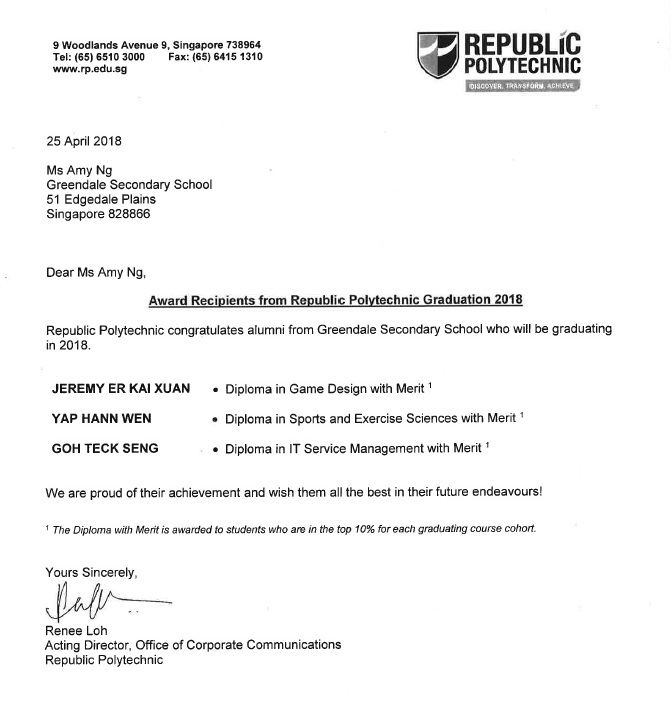 9 Woodlands Avenue 9, Singapore 738964
Tel: (65) 6510 3000 Fax: (65) 6415 1310
www.rp.edu.sg
REPUBLIC
POLYTECHNIC
DISCOVER. TRANSFORM. ACHIEVE
25 April 2018
Ms Amy Ng
Greendale Secondary School
51 Edgedale Plains
Singapore 828866
Dear Ms Amy Ng,
Award Recipients from Republic Polytechnic Graduation 2018
Republic Polytechnic congratulates alumni from Greendale Secondary School who will be graduating
in 2018.
JEREMY ER KAI XUAN • Diploma in Game Design with Merit ¹
YAP HANN WEN • Diploma in Sports and Exercise Sciences with Merit ¹
GOH TECK SENG • Diploma in IT Service Management with Merit ¹
We are proud of their achievement and wish them all the best in their future endeavours!
¹ The Diploma with Merit is awarded to students who are in the top 10% for each graduating course cohort.
Yours Sincerely,
Renee Loh
Acting Director, Office of Corporate Communications
Republic Polytechnic